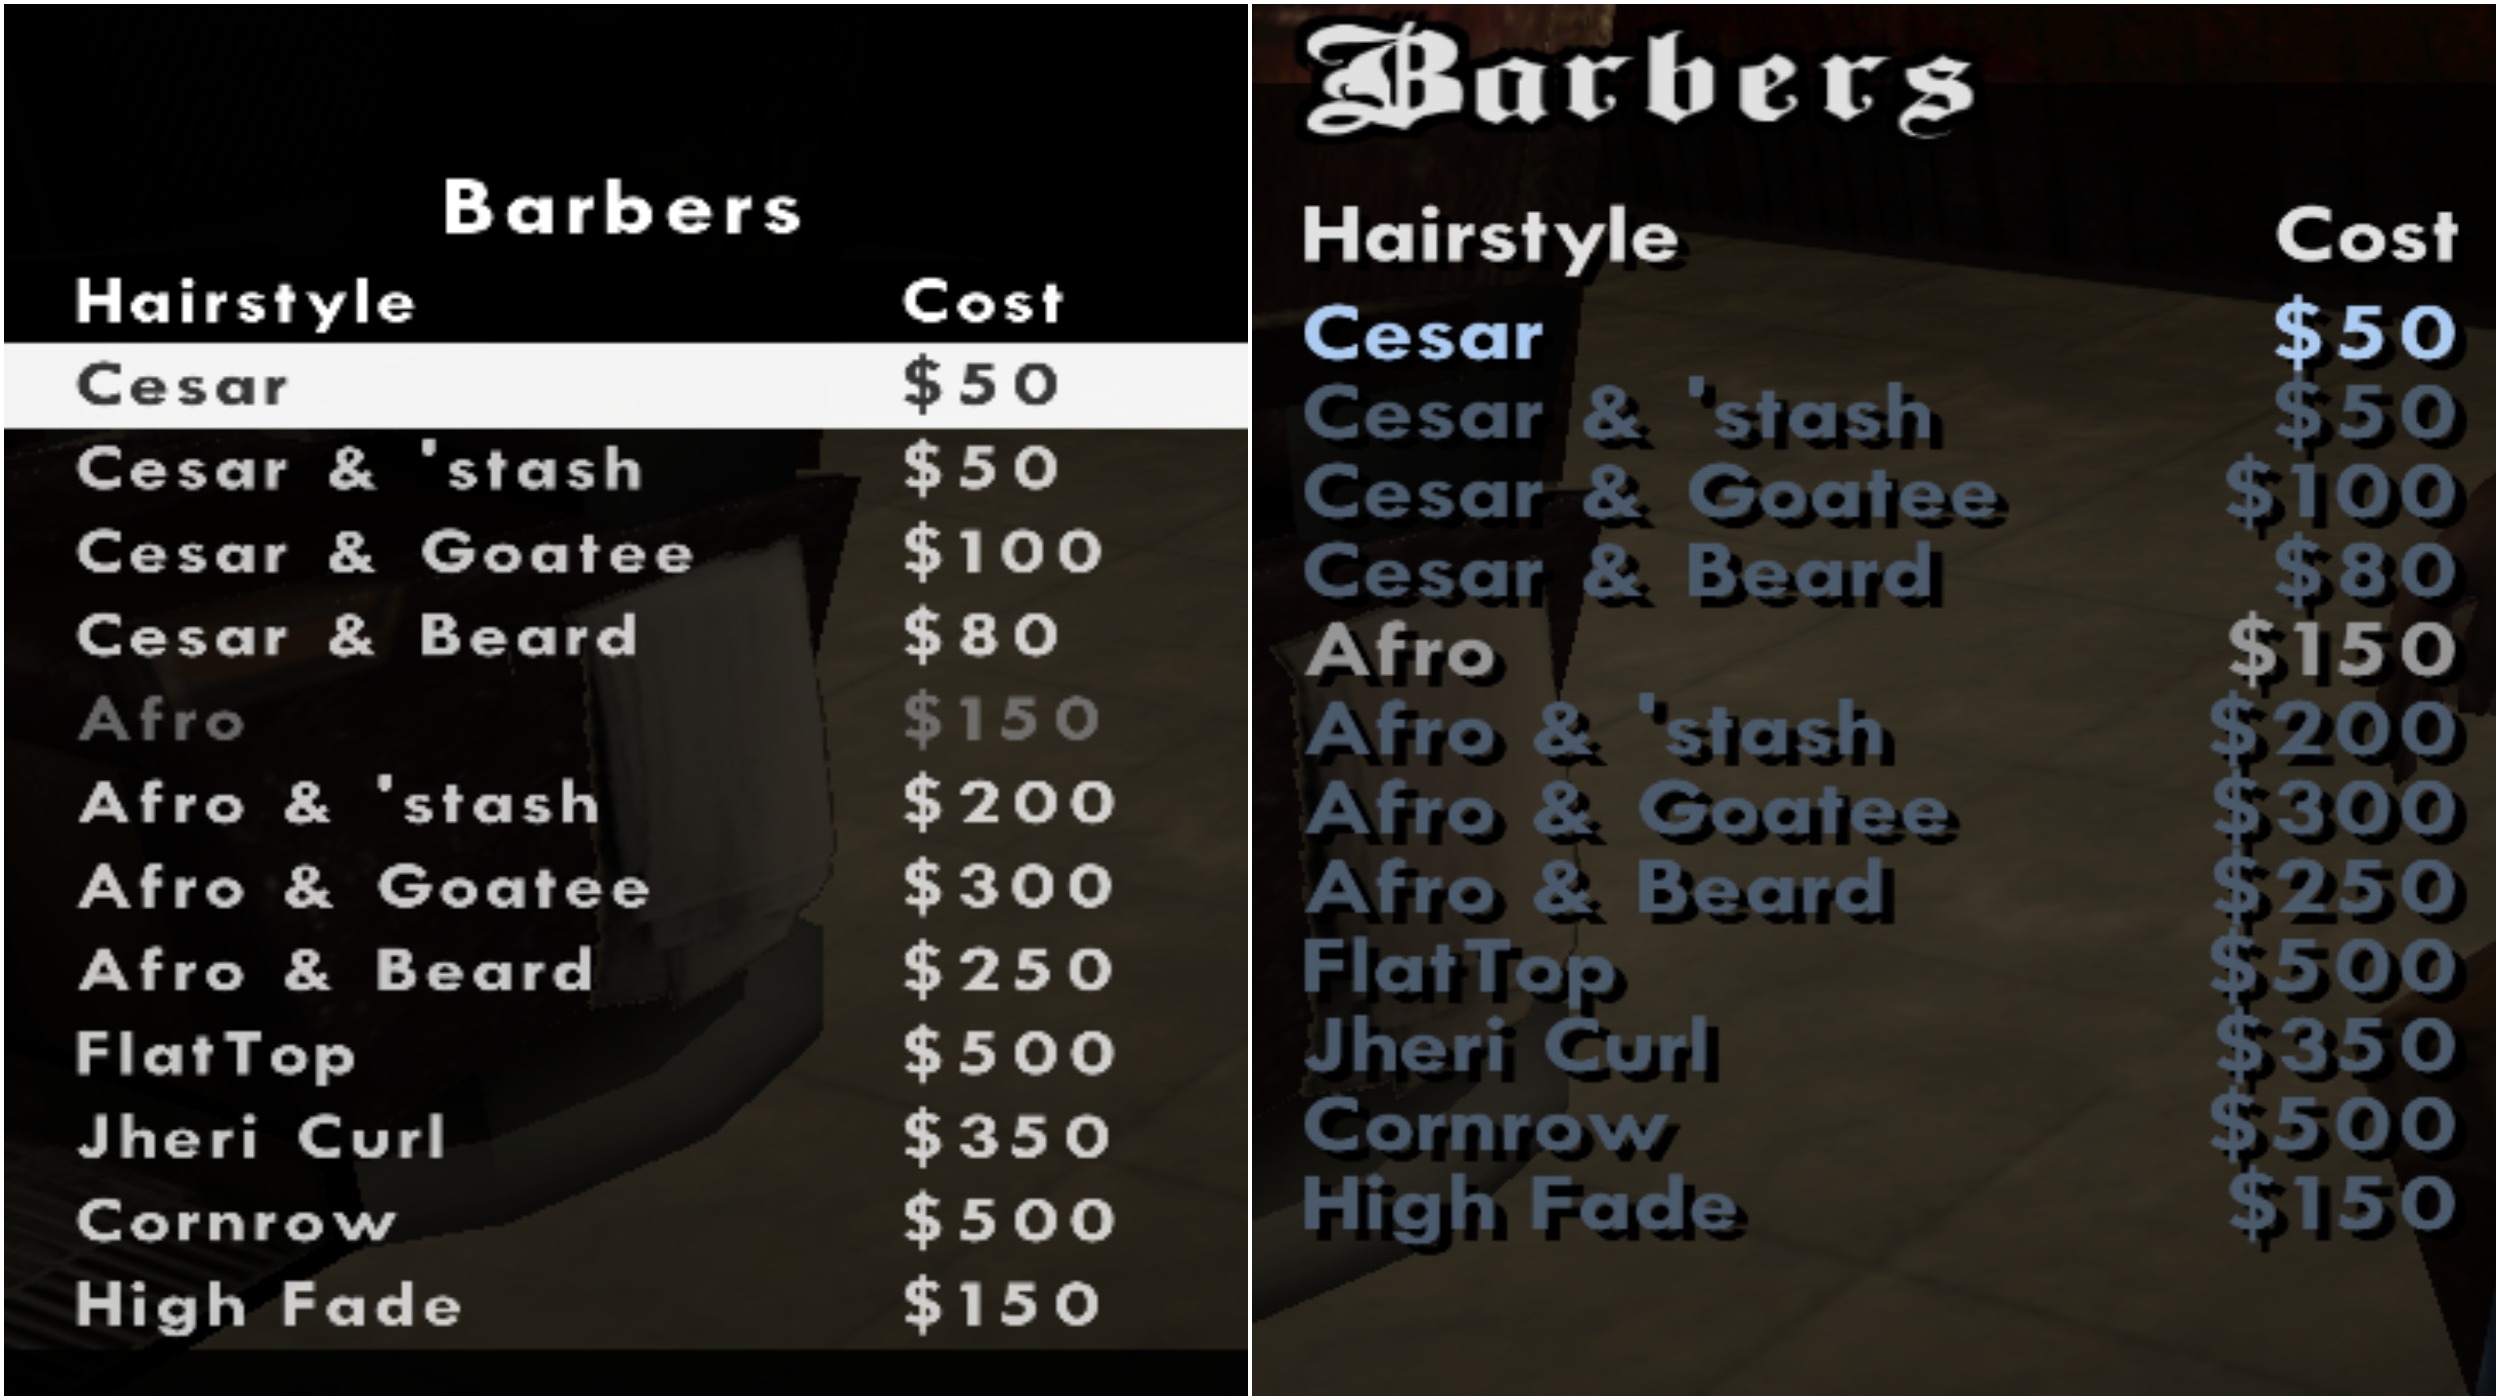 Barbers
Hairstyle Cost
Cesar $50
Cesar & 'stash $50
Cesar & Goatee $100
Cesar & Beard $80
Afro $150
Afro & 'stash $200
Afro & Goatee $300
Afro & Beard $250
FlatTop $500
Jheri Curl $350
Cornrow $500
High Fade $150
Barbers
Hairstyle Cost
Cesar $50
Cesar & 'stash $50
Cesar & Goatee $100
Cesar & Beard $80
Afro $150
Afro & 'stash $200
Afro & Goatee $300
Afro & Beard $250
FlatTop $500
Jheri Curl $350
Cornrow $500
High Fade $150